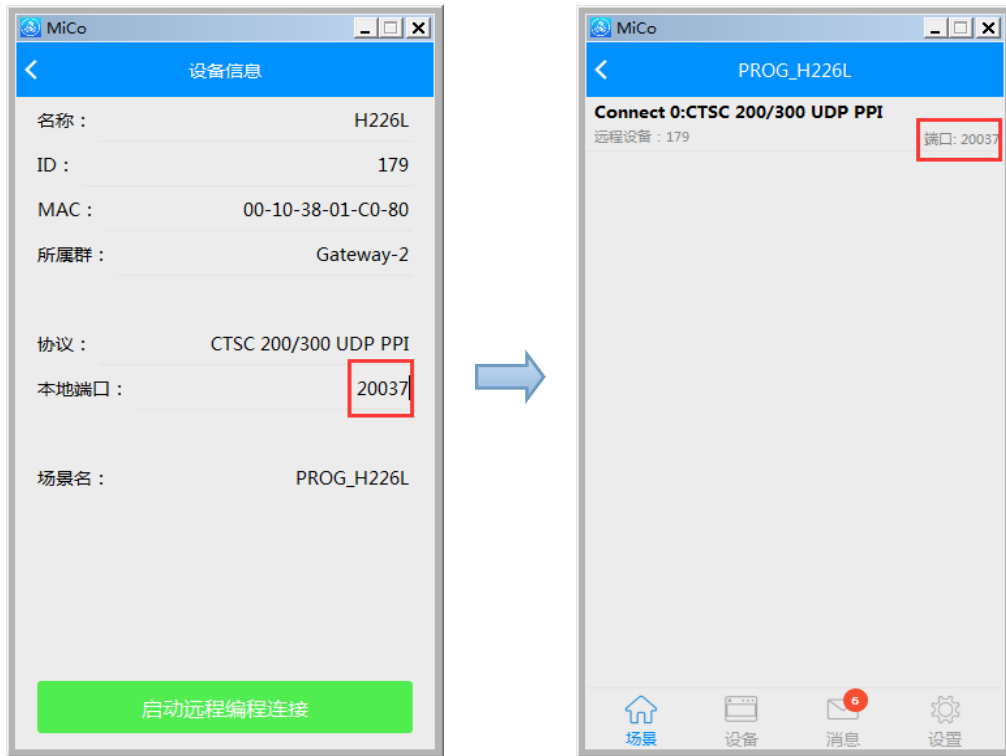 MiCo
设备信息
名称： H226L
ID： 179
MAC： 00-10-38-01-C0-80
所属群： Gateway-2
协议： CTSC 200/300 UDP PPI
本地端口： 20037
场景名： PROG_H226L
启动远程编程连接
MiCo
PROG_H226L
Connect 0:CTSC 200/300 UDP PPI
远程设备：179 端口: 20037
6
场景 设备 消息 设置